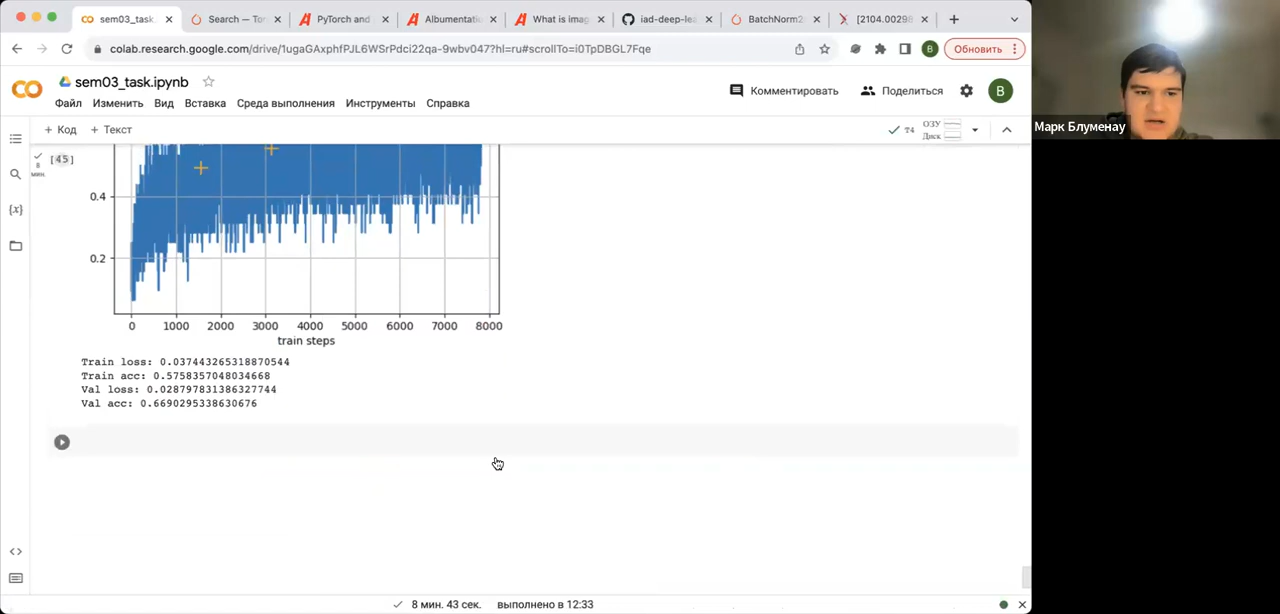 sem03_task. Search — To PyTorch and Albumentati What is imag iad-deep-lea BatchNorm2 [2104.00298
colab.research.google.com/drive/1ugaGAxphfPJL6WSrPdci22qa-9wbv047?hl=ru#scrollTo=i0TpDBGL7Fqe B Обновить
sem03_task.ipynb Комментировать Поделиться B
Файл Изменить Вид Вставка Среда выполнения Инструменты Справка
+ Код + Текст T4 ОЗУ Диск
[45]
8 мин.
{x}
0.4
0.2
0 1000 2000 3000 4000 5000 6000 7000 8000
train steps
Train loss: 0.037443265318870544
Train acc: 0.5758357048034668
Val loss: 0.028797831386327744
Val acc: 0.6690295338630676
8 мин. 43 сек. выполнено в 12:33
Марк Блуменау